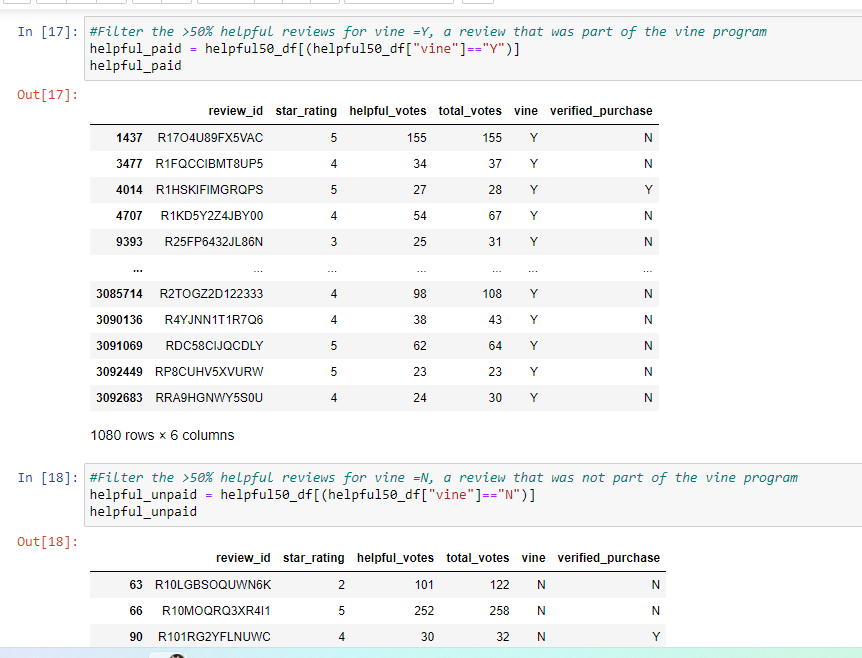 In [17]: #Filter the >50% helpful reviews for vine =Y, a review that was part of the vine program
helpful_paid = helpful50_df[(helpful50_df["vine"]=="Y")]
helpful_paid
Out[17]:
review_id star_rating helpful_votes total_votes vine verified_purchase
1437 R17O4U89FX5VAC 5 155 155 Y N
3477 R1FQCCIBMT8UP5 4 34 37 Y N
4014 R1HSKIFIMGRQPS 5 27 28 Y Y
4707 R1KD5Y2Z4JBY00 4 54 67 Y N
9393 R25FP6432JL86N 3 25 31 Y N
... ... ... ... ... ... ...
3085714 R2TOGZ2D122333 4 98 108 Y N
3090136 R4YJNN1T1R7Q6 4 38 43 Y N
3091069 RDC58CIJQCDLY 5 62 64 Y N
3092449 RP8CUHV5XVURW 5 23 23 Y N
3092683 RRA9HGNWY5S0U 4 24 30 Y N
1080 rows × 6 columns
In [18]: #Filter the >50% helpful reviews for vine =N, a review that was not part of the vine program
helpful_unpaid = helpful50_df[(helpful50_df["vine"]=="N")]
helpful_unpaid
Out[18]:
review_id star_rating helpful_votes total_votes vine verified_purchase
63 R10LGBSOQUWN6K 2 101 122 N N
66 R10MOQRQ3XR4I1 5 252 258 N N
90 R101RG2YFLNUWC 4 30 32 N Y